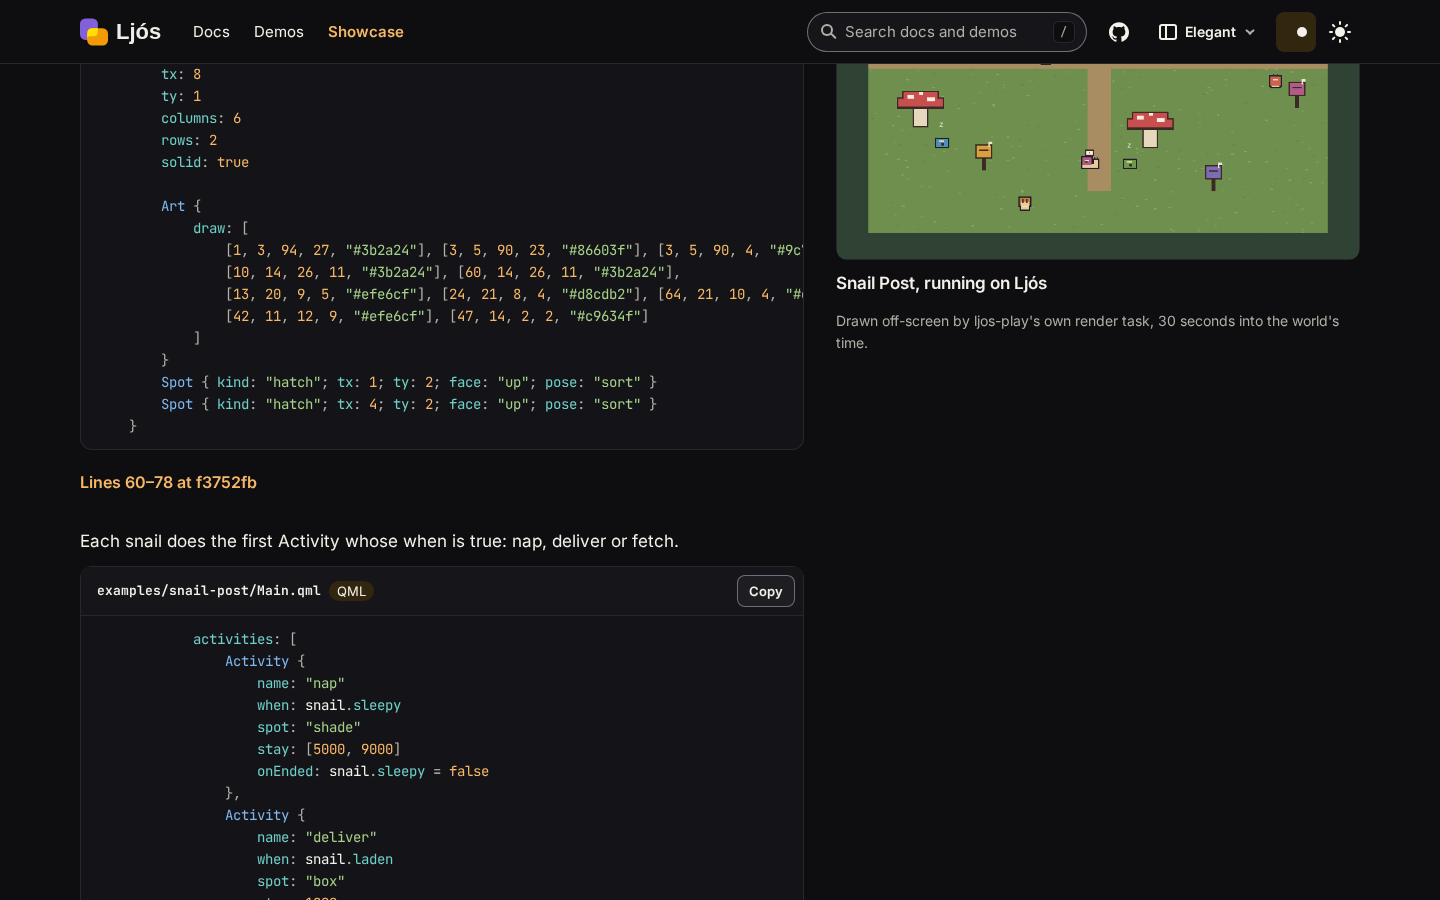 Ljós
Docs
Demos
Showcase
Search docs and demos
/
Elegant
tx: 8
ty: 1
columns: 6
rows: 2
solid: true
Art {
draw: [
[1, 3, 94, 27, "#3b2a24"], [3, 5, 90, 23, "#86603f"], [3, 5, 90, 4, "#9c
[10, 14, 26, 11, "#3b2a24"], [60, 14, 26, 11, "#3b2a24"],
[13, 20, 9, 5, "#efe6cf"], [24, 21, 8, 4, "#d8cdb2"], [64, 21, 10, 4, "#
[42, 11, 12, 9, "#efe6cf"], [47, 14, 2, 2, "#c9634f"]
]
}
Spot { kind: "hatch"; tx: 1; ty: 2; face: "up"; pose: "sort" }
Spot { kind: "hatch"; tx: 4; ty: 2; face: "up"; pose: "sort" }
}
Lines 60–78 at f3752fb
Each snail does the first Activity whose when is true: nap, deliver or fetch.
examples/snail-post/Main.qml
QML
Copy
activities: [
Activity {
name: "nap"
when: snail.sleepy
spot: "shade"
stay: [5000, 9000]
onEnded: snail.sleepy = false
},
Activity {
name: "deliver"
when: snail.laden
spot: "box"
z
z
Snail Post, running on Ljós
Drawn off-screen by ljos-play's own render task, 30 seconds into the world's
time.